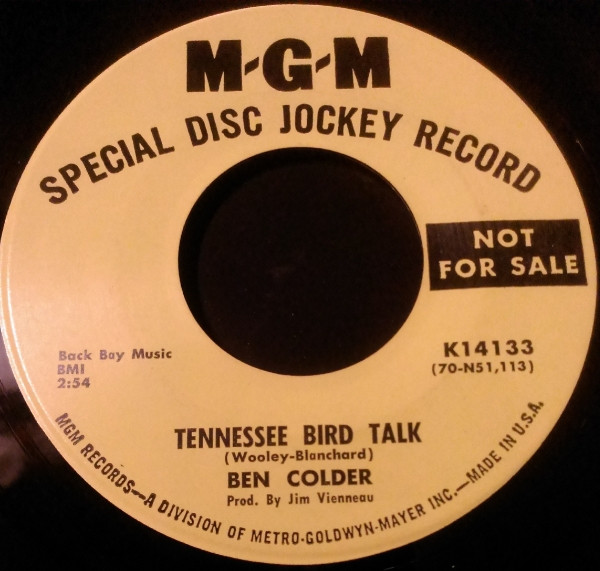 M-G-M
SPECIAL DISC JOCKEY RECORD
NOT
FOR SALE
Back Bay Music
BMI
2:54
K14133
(70-N51,113)
TENNESSEE BIRD TALK
(Wooley-Blanchard)
BEN COLDER
Prod. By Jim Vienneau
MGM RECORDS—A DIVISION OF METRO-GOLDWYN-MAYER INC.—MADE IN U.S.A.